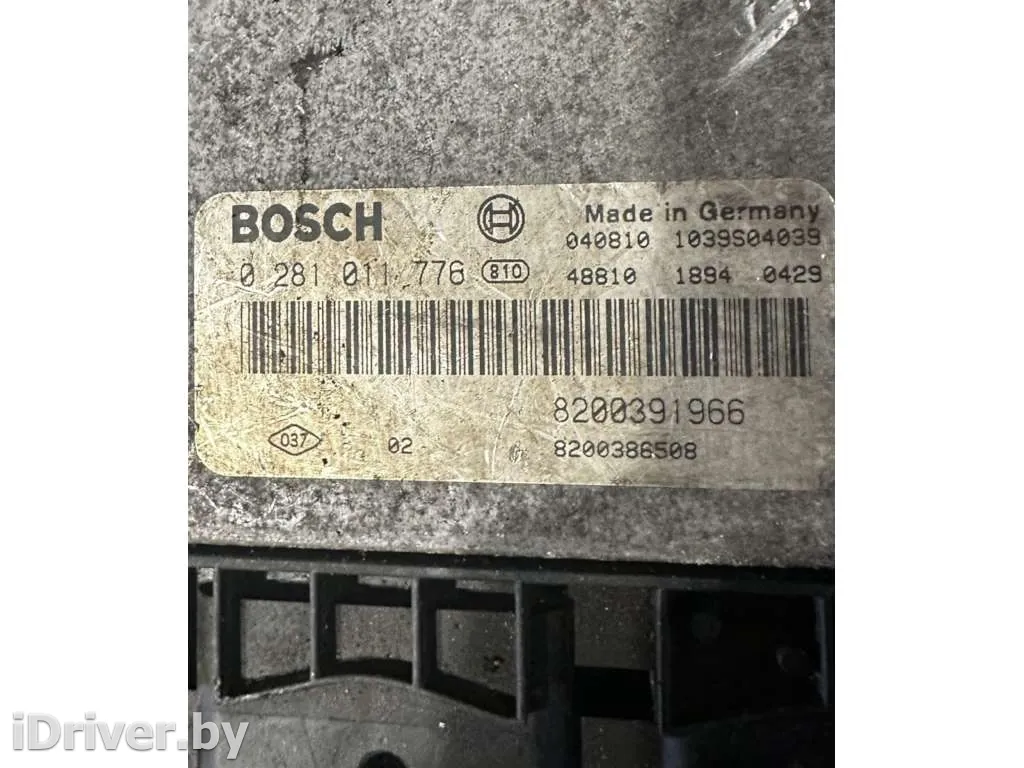 BOSCH Made in Germany
040810 1039S04039
0 281 011 776 810 48810 1894 0429
8200391966
037 02 8200386508
iDriver.by